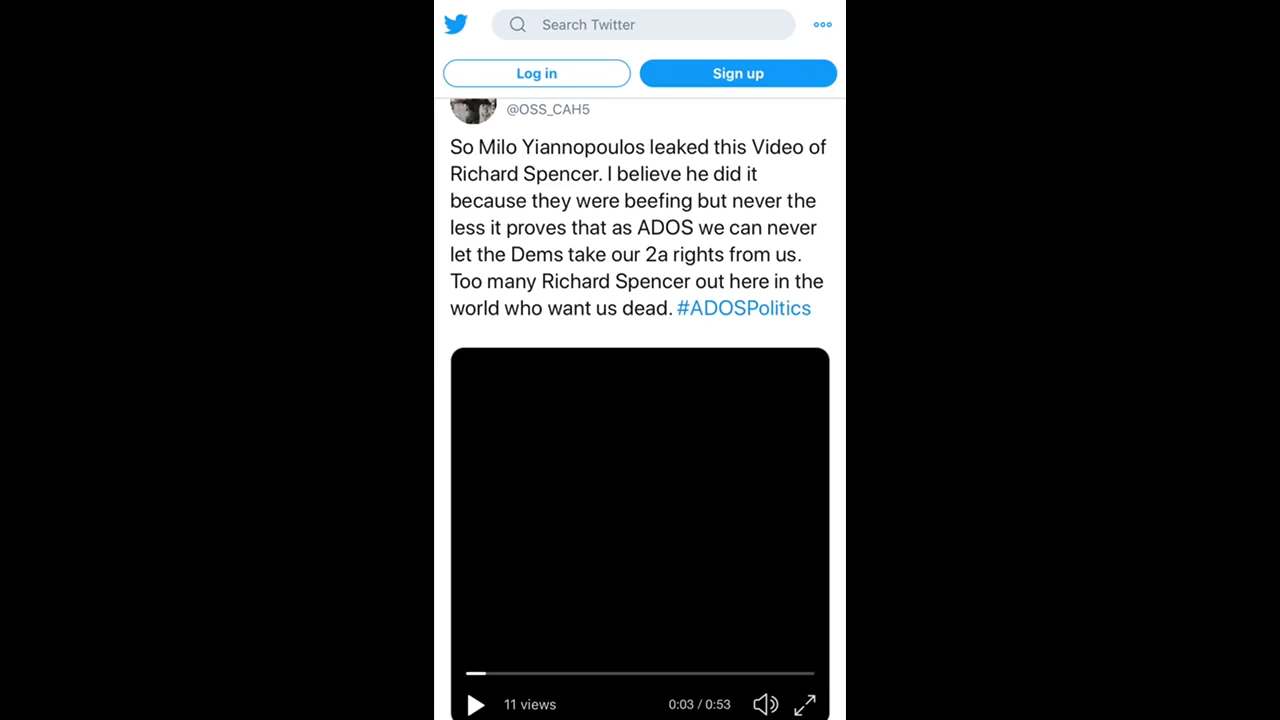 Search Twitter
Log in
Sign up
@OSS_CAH5
So Milo Yiannopoulos leaked this Video of
Richard Spencer. I believe he did it
because they were beefing but never the
less it proves that as ADOS we can never
let the Dems take our 2a rights from us.
Too many Richard Spencer out here in the
world who want us dead. #ADOSPolitics
11 views
0:03 / 0:53